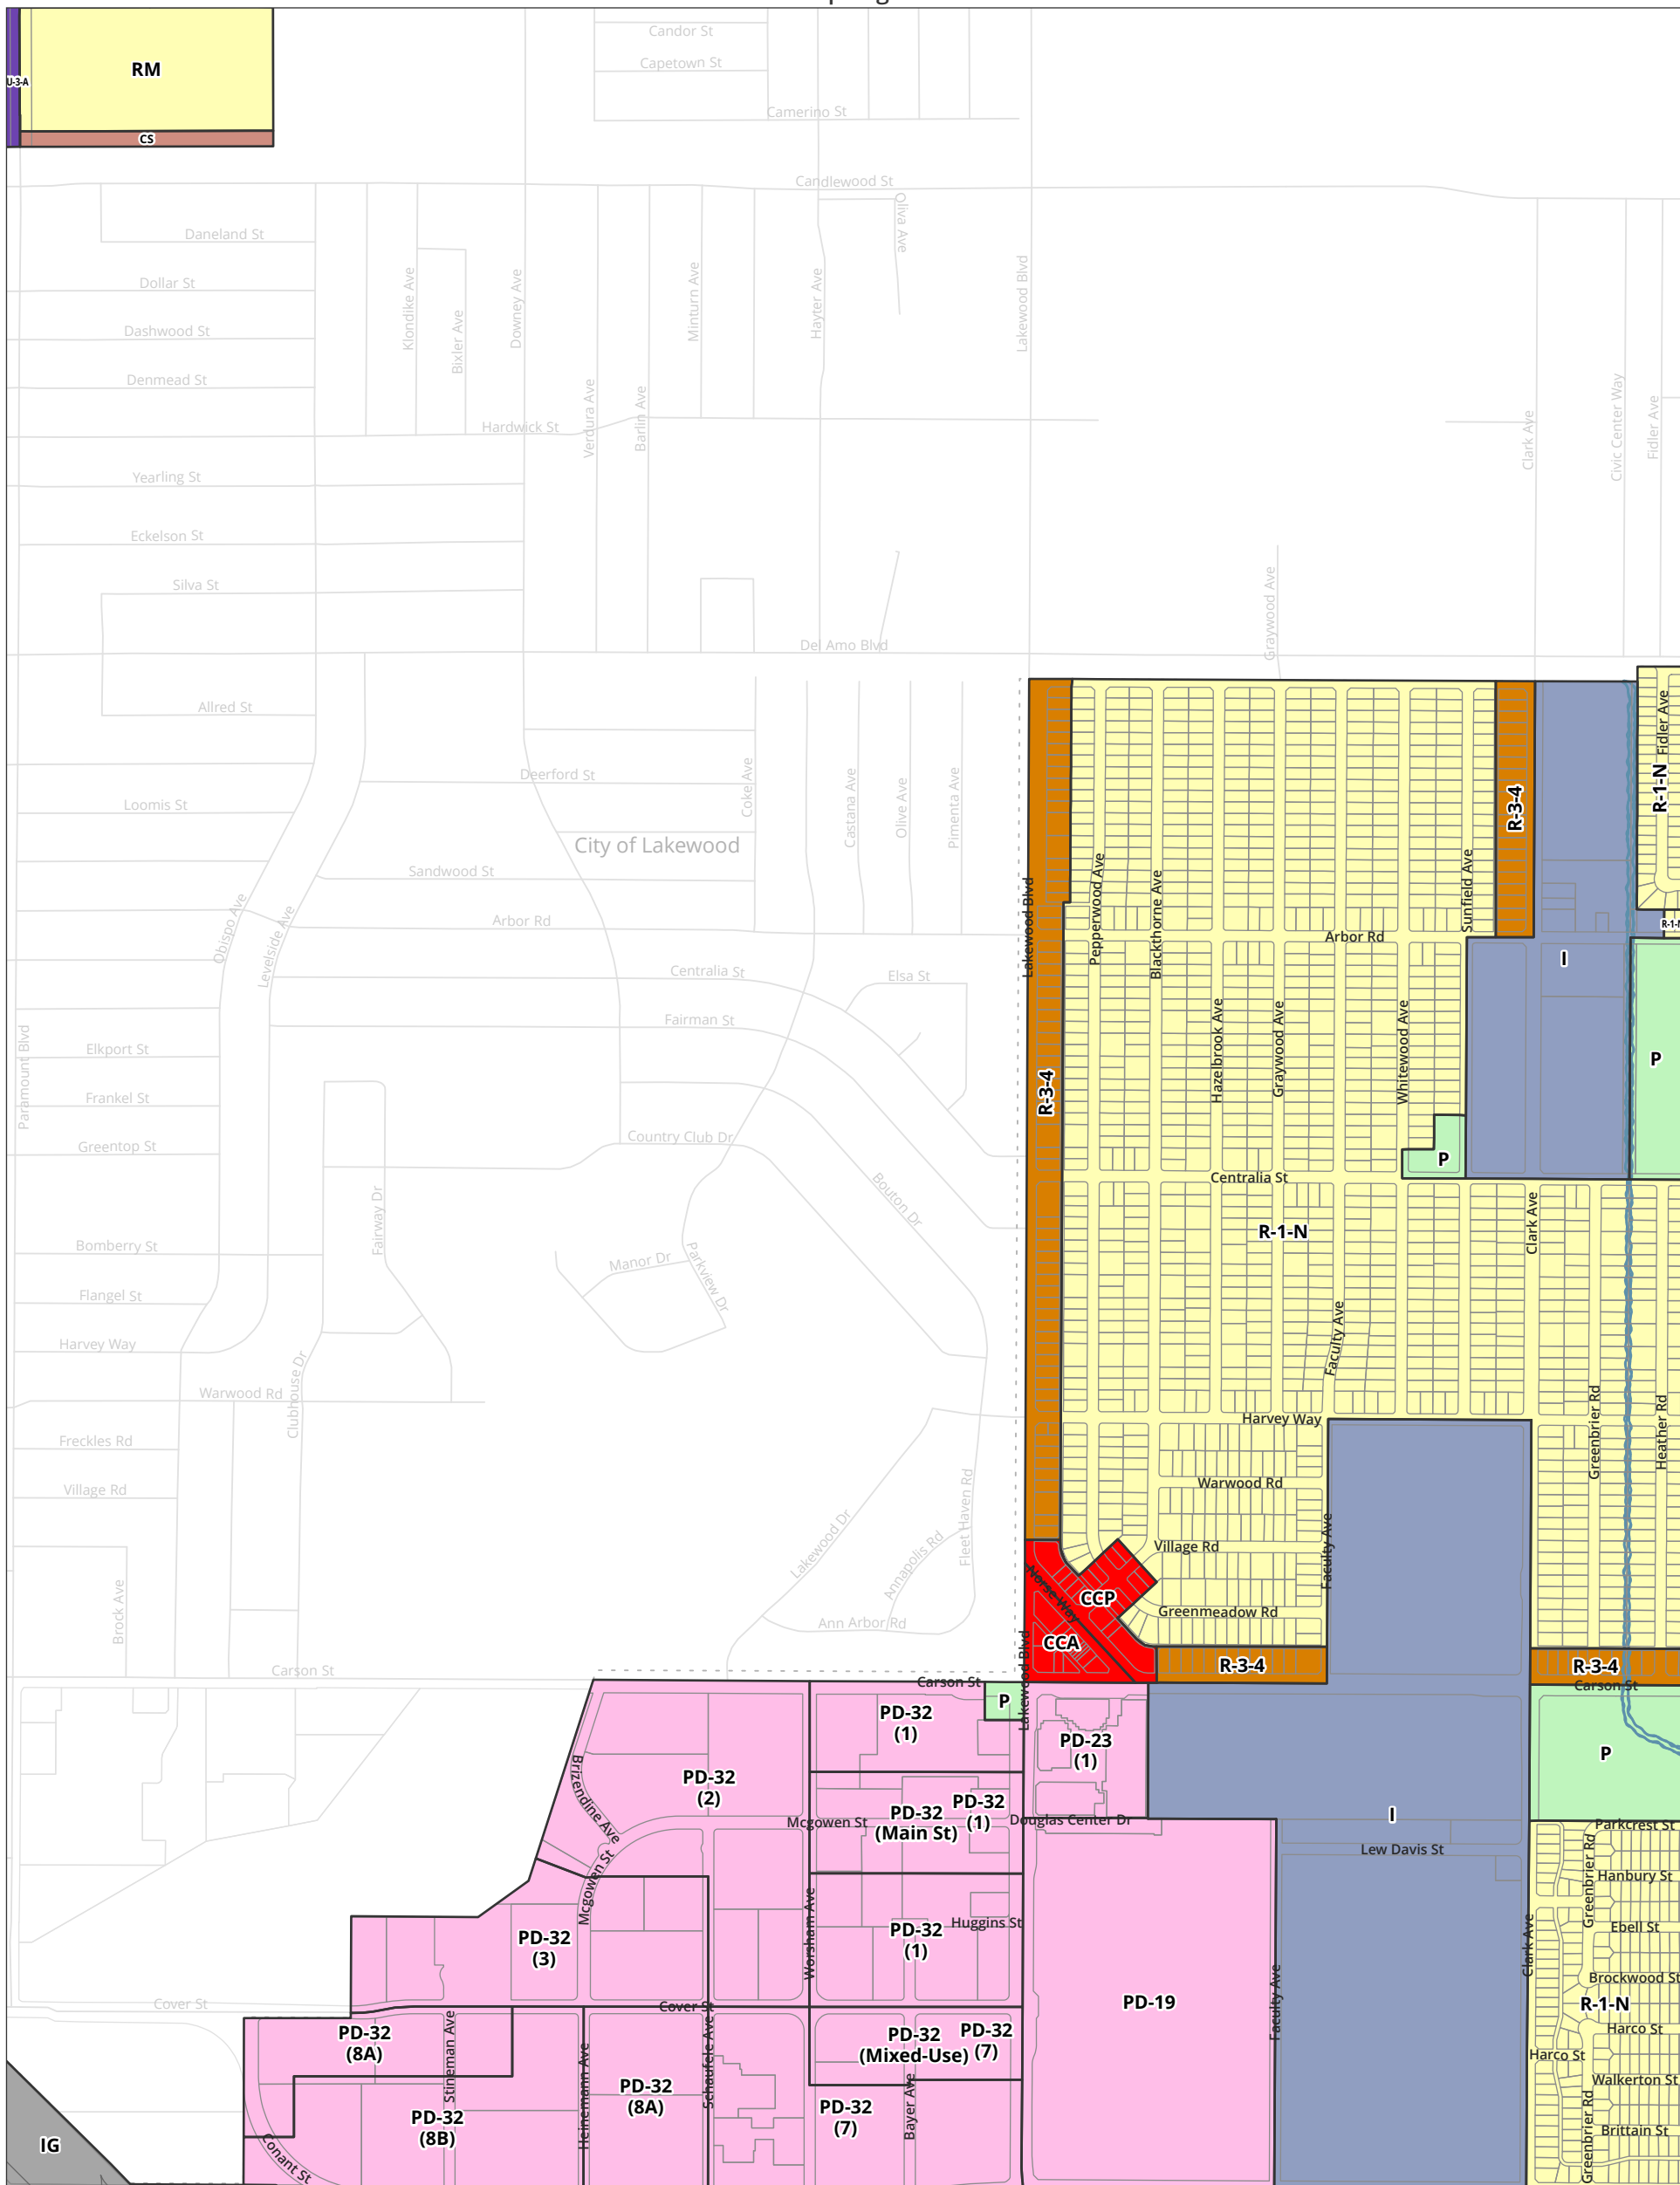 Candor St
RM
Capetown St
U-3-A
Camerino St
CS
Candlewood St
Oliva Ave
Daneland St
Dollar St
Klondike Ave
Downey Ave
Minturn Ave
Hayter Ave
Lakewood Blvd
Dashwood St
Bixler Ave
Denmead St
Verdura Ave
Barlin Ave
Hardwick St
Clark Ave
Civic Center Way
Fidler Ave
Yearling St
Eckelson St
Silva St
Graywood Ave
Del Amo Blvd
Allred St
Fidler Ave
Deerford St
Coke Ave
Castana Ave
Olive Ave
Pimenta Ave
R-3-4
R-1-N
Loomis St
City of Lakewood
Sandwood St
Obispo Ave
Levelside Ave
Arbor Rd
Lakewood Blvd
Pepperwood Ave
Blackthorne Ave
Sunfield Ave
Arbor Rd
Centralia St
Elsa St
I
Fairman St
Paramount Blvd
Elkport St
Hazelbrook Ave
Graywood Ave
Whitewood Ave
P
Frankel St
R-3-4
Greentop St
Country Club Dr
P
Centralia St
Bouton Dr
Fairway Dr
R-1-N
Clark Ave
Bomberry St
Manor Dr
Parkview Dr
Flangel St
Harvey Way
Faculty Ave
Warwood Rd
Clubhouse Dr
Harvey Way
Greenbrier Rd
Heather Rd
Freckles Rd
Village Rd
Warwood Rd
Lakewood Dr
Annapolis Rd
Fleet Haven Rd
Village Rd
Faculty Ave
Norse Way
CCP
Brock Ave
Ann Arbor Rd
Greenmeadow Rd
CCA
Carson St
R-3-4
R-3-4
Lakewood Blvd
Carson St
Carson St
P
PD-32
(1)
PD-23
(1)
P
Brizendine Ave
PD-32
(2)
PD-32
(1)
PD-32
(Main St)
Mcgowen St
Douglas Center Dr
I
Parkcrest St
Lew Davis St
Mcgowen St
Greenbrier Rd
Hanbury St
Worsham Ave
Huggins St
PD-32
(1)
PD-32
(3)
Clark Ave
Ebell St
Brockwood St
Cover St
Cover St
PD-19
Faculty Ave
R-1-N
PD-32
(8A)
Stineman Ave
Heinemann Ave
Schaufele Ave
PD-32
(Mixed-Use)
PD-32
(7)
Harco St
Harco St
Walkerton St
PD-32
(8A)
PD-32
(7)
Bayer Ave
Greenbrier Rd
PD-32
(8B)
Brittain St
IG
Conant St